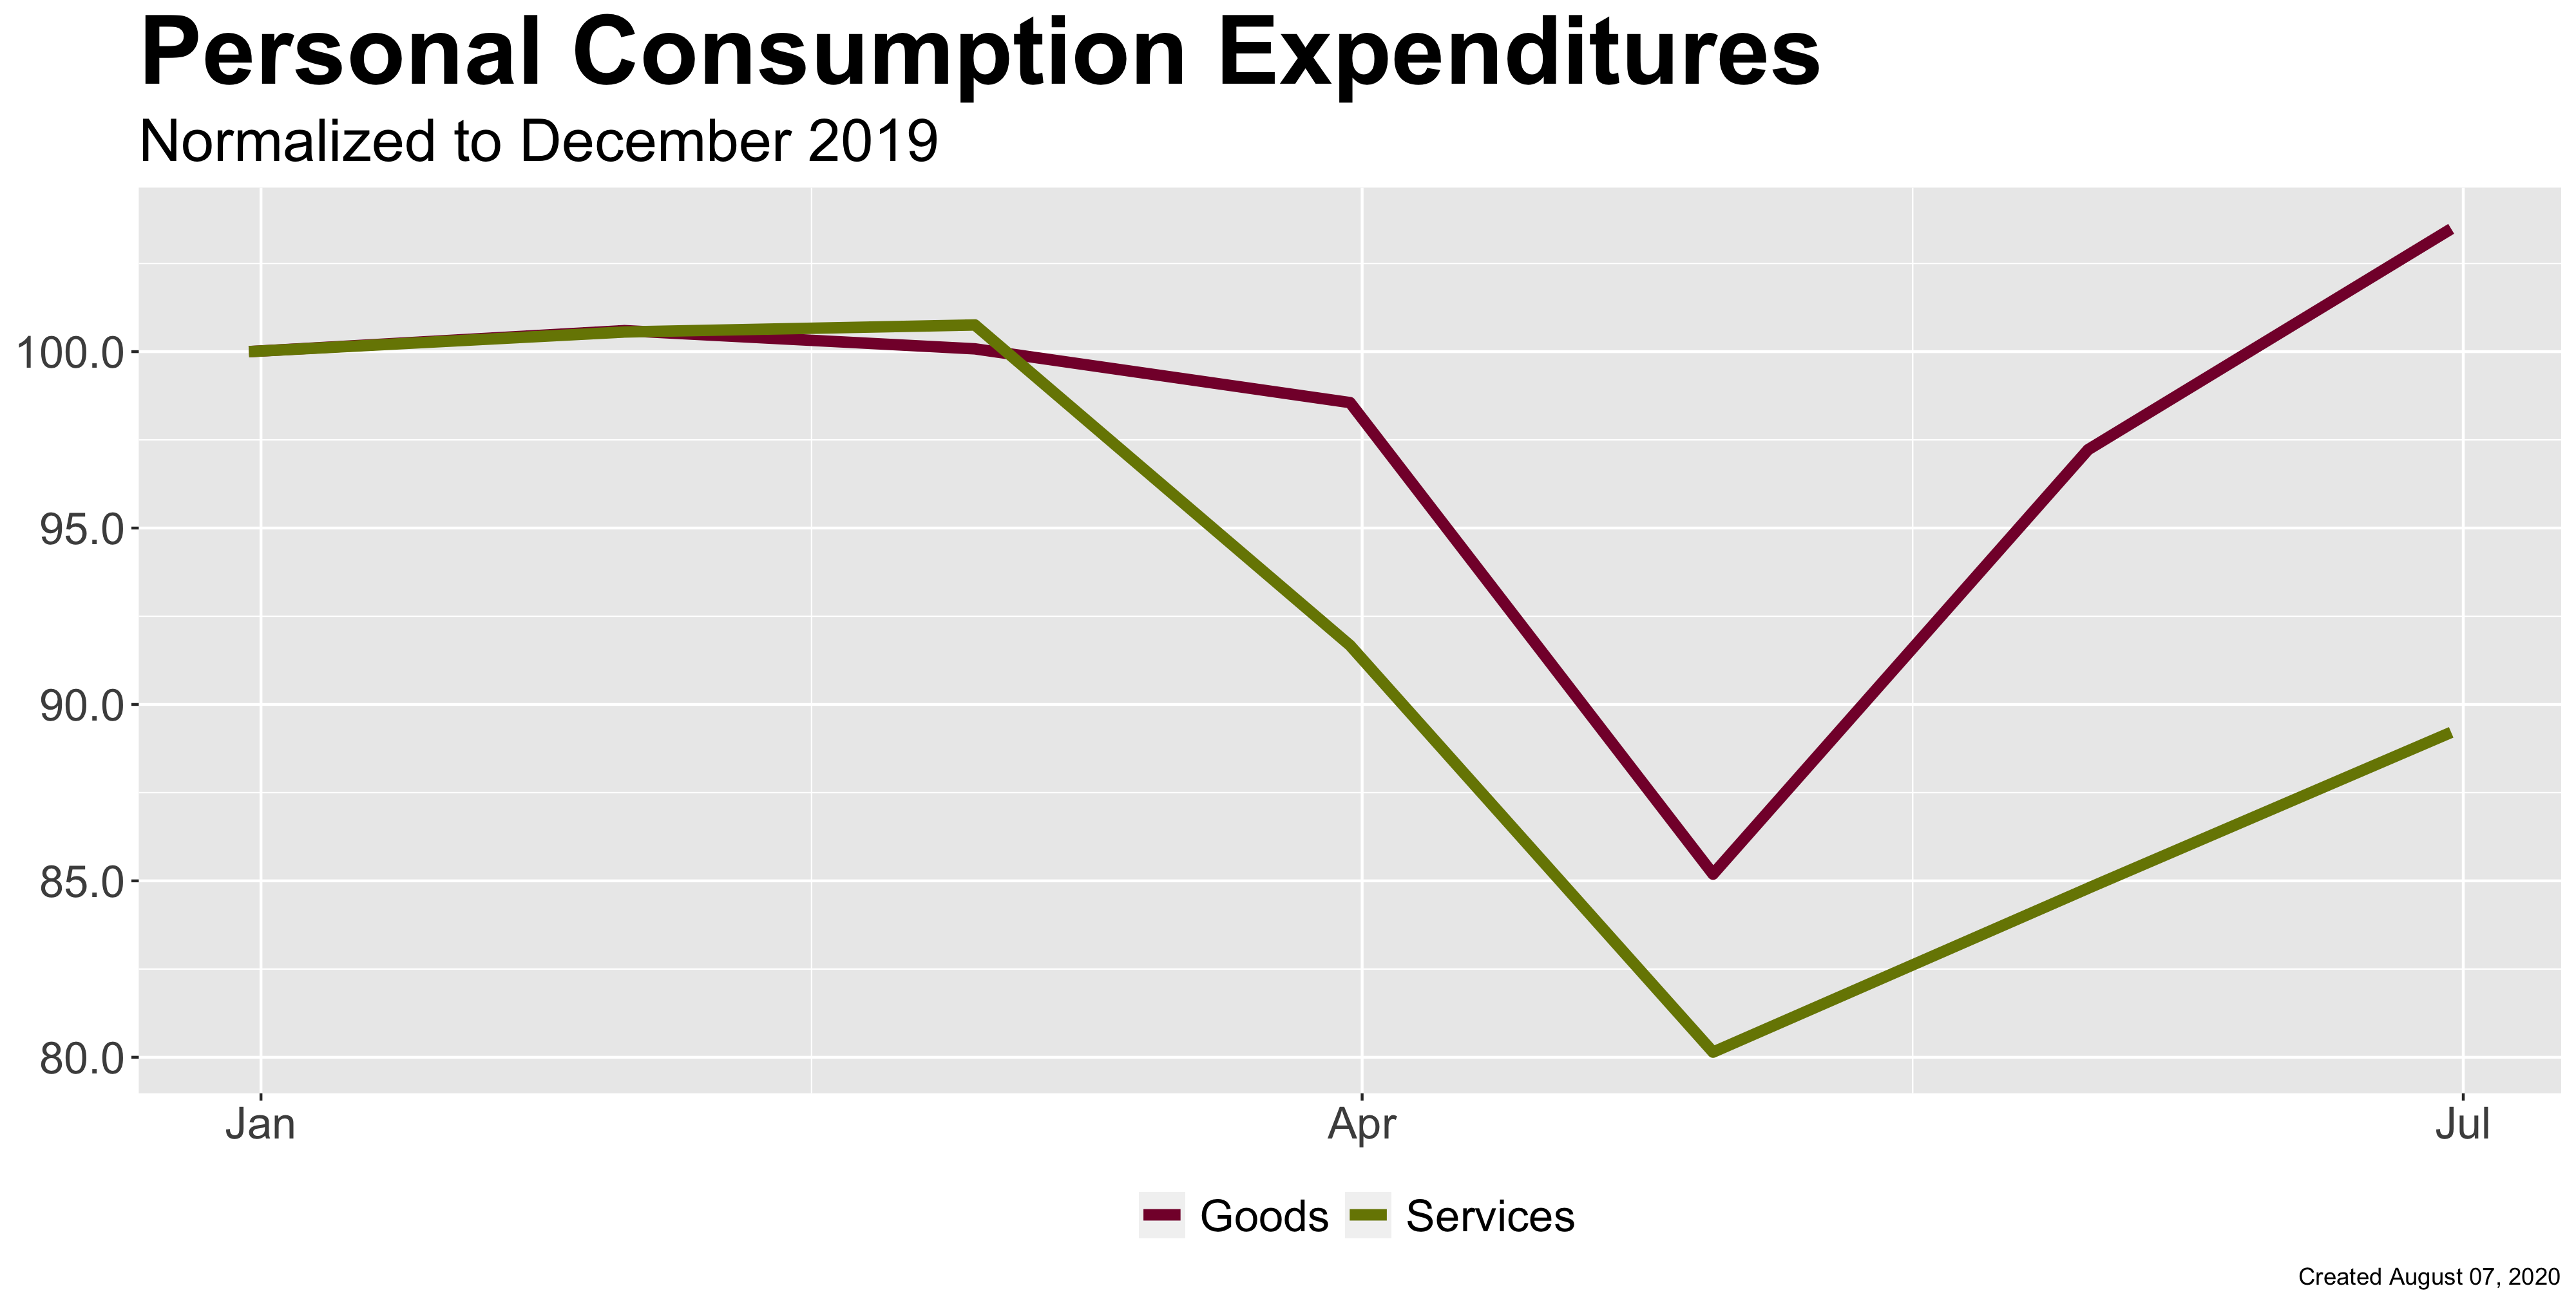 Personal Consumption Expenditures
Normalized to December 2019
100.0
95.0
90.0
85.0
80.0
Jan Apr Jul
Goods Services
Created August 07, 2020